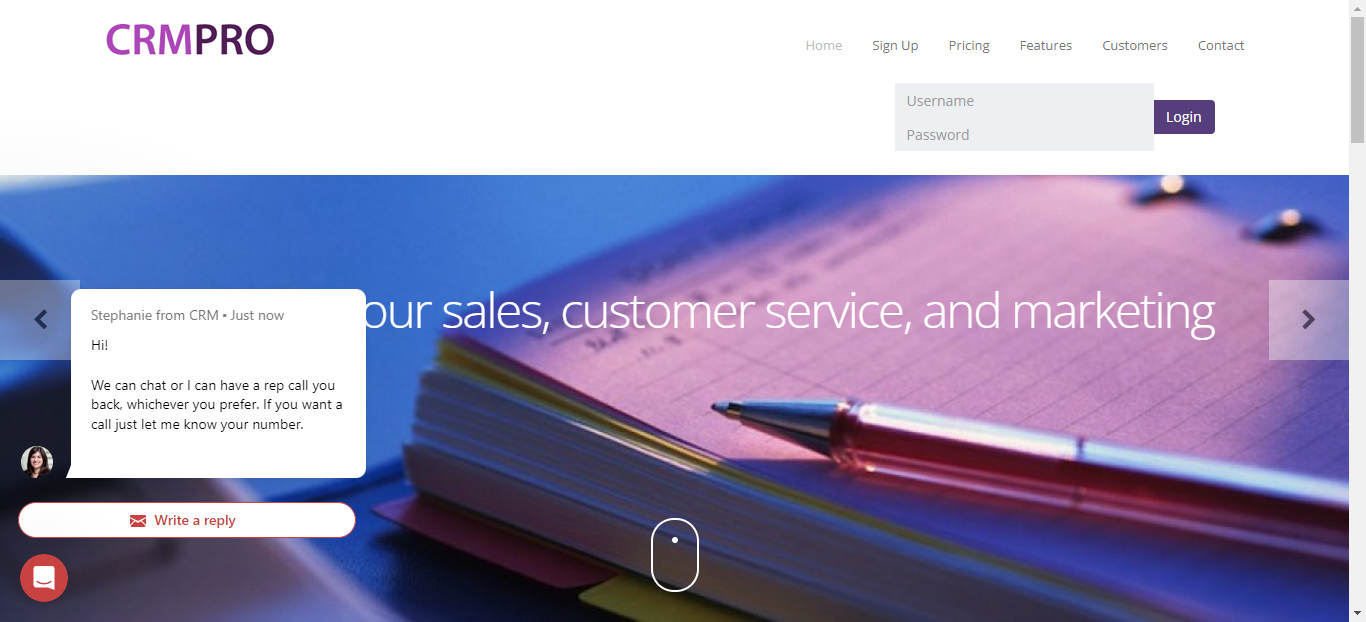 CRMPRO
Home Sign Up Pricing Features Customers Contact
Username
Password
Login
our sales, customer service, and marketing
Stephanie from CRM • Just now
Hi!
We can chat or I can have a rep call you
back, whichever you prefer. If you want a
call just let me know your number.
Write a reply